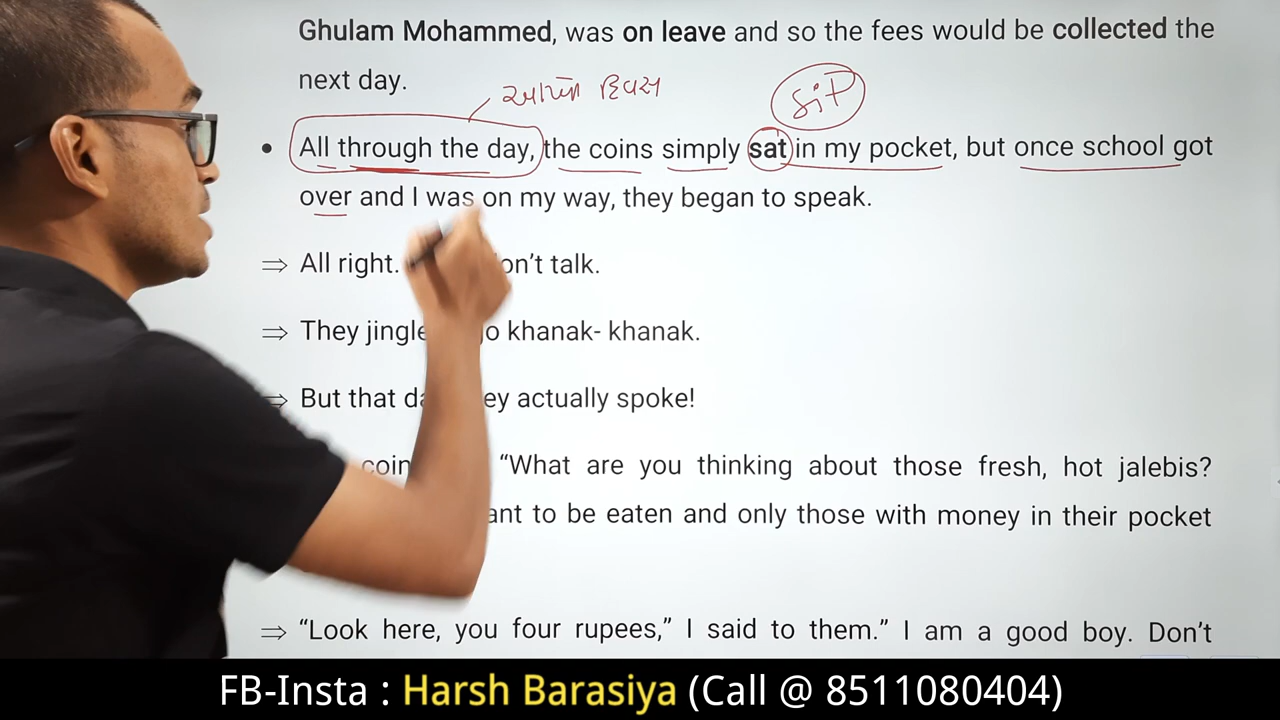 Ghulam Mohammed, was on leave and so the fees would be collected the
next day.
SiP
• All through the day, the coins simply sat in my pocket, but once school got
over and I was on my way, they began to speak.
⇒ All right. on't talk.
⇒ They jingle o khanak- khanak.
⇒ But that da ey actually spoke!
coin "What are you thinking about those fresh, hot jalebis?
ant to be eaten and only those with money in their pocket
⇒ "Look here, you four rupees," I said to them." I am a good boy. Don't
FB-Insta : Harsh Barasiya (Call @ 8511080404)